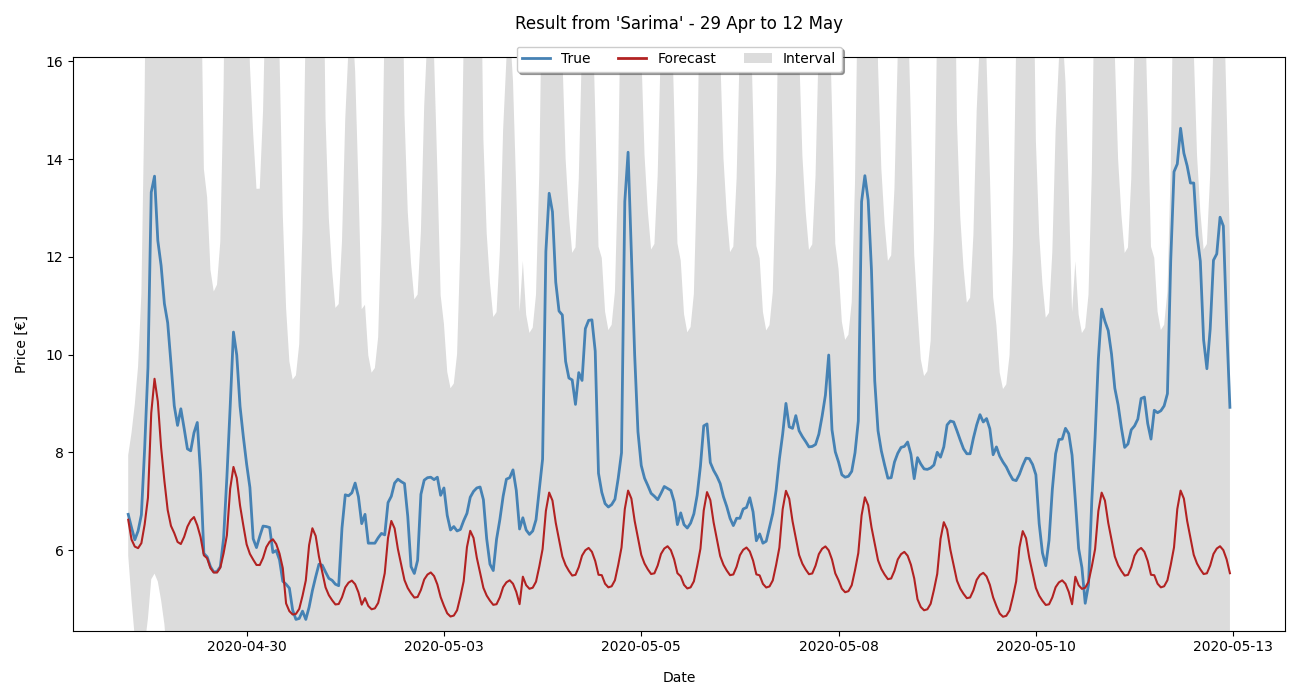 Result from 'Sarima' - 29 Apr to 12 May
True Forecast Interval
16
14
12
10
8
6
Price [€]
2020-04-30 2020-05-03 2020-05-05 2020-05-08 2020-05-10 2020-05-13
Date